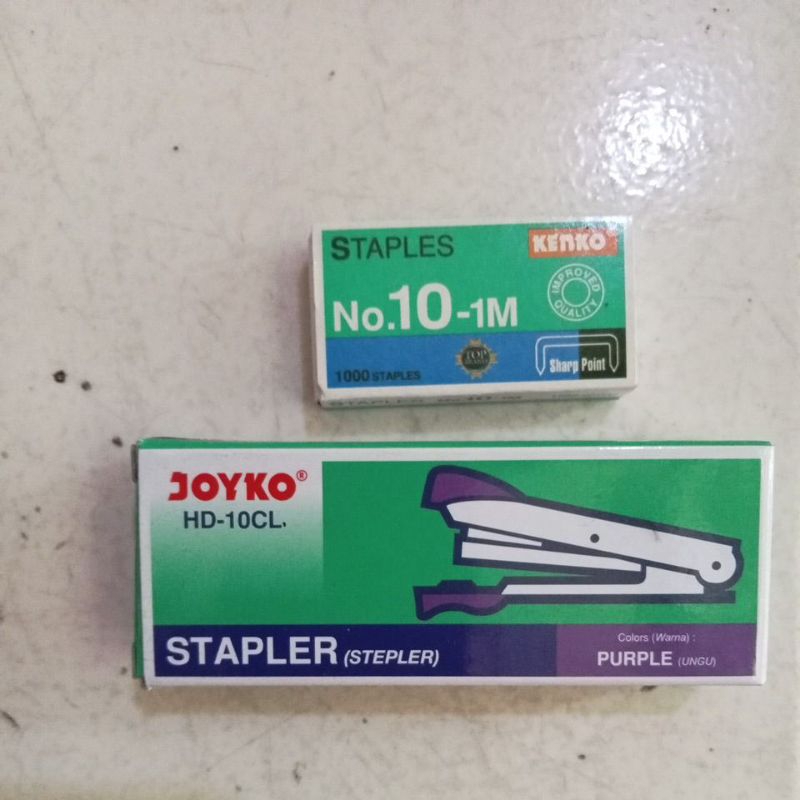 STAPLES
KENKO
IMPROVED QUALITY
No.10-1M
TOP
1000 STAPLES
Sharp Point
JOYKO®
HD-10CL
STAPLER (STEPLER)
Colors (Warna) :
PURPLE (UNGU)